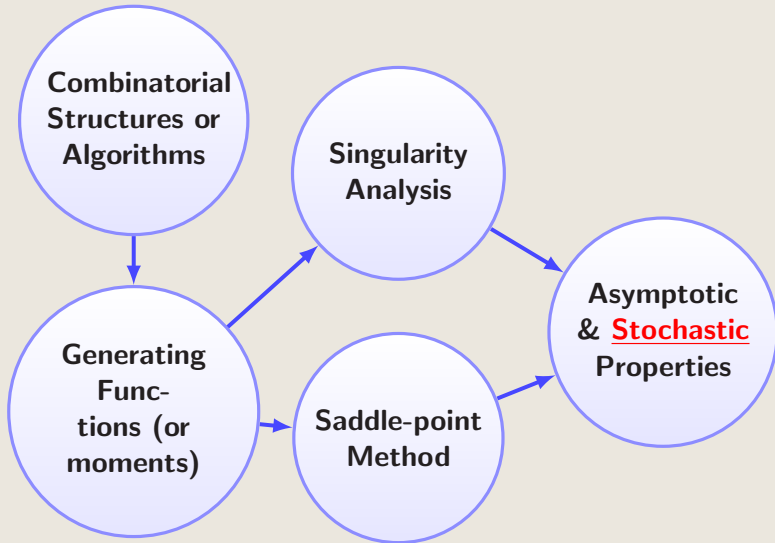 Combinatorial
Structures or
Algorithms
Singularity
Analysis
Asymptotic
& Stochastic
Properties
Generating
Func-
tions (or
moments)
Saddle-point
Method